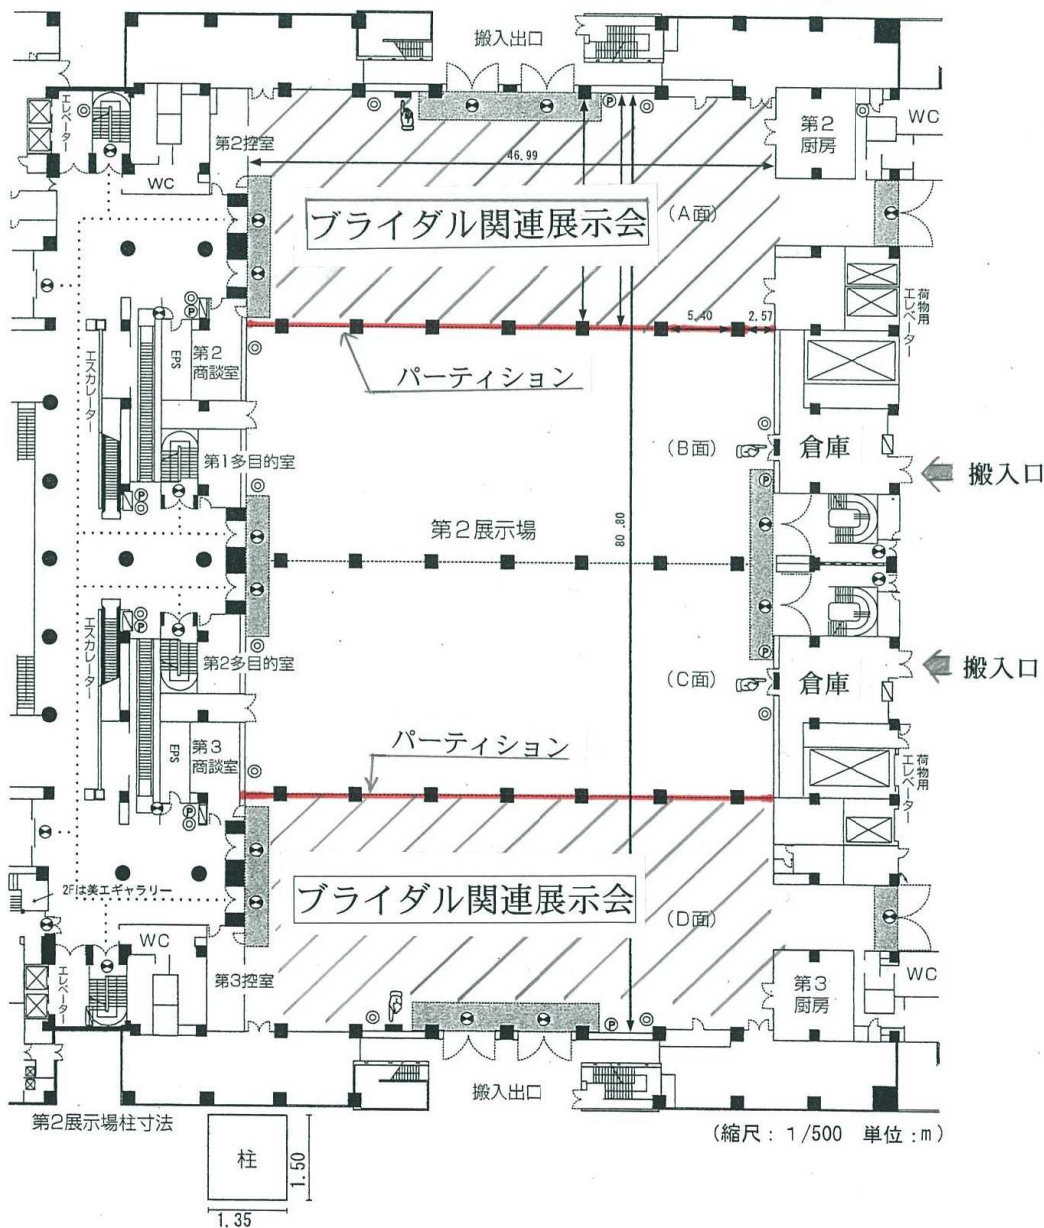 搬入出口
エレベーター
WC
第2控室
WC
第2
厨房
46.99
ブライダル関連展示会
(A面)
荷物用
エレベーター
5.40
2.57
エスカレーター
EPS
第2
商談室
パーティション
(B面)
倉庫
搬入口
第1多目的室
第2展示場
80.80
エスカレーター
第2多目的室
(C面)
倉庫
搬入口
EPS
第3
商談室
パーティション
荷物用
エレベーター
2Fは美工ギャラリー
ブライダル関連展示会
(D面)
WC
エレベーター
第3控室
第3
厨房
WC
搬入出口
第2展示場柱寸法
(縮尺: 1/500 単位:m)
柱
1.50
1.35